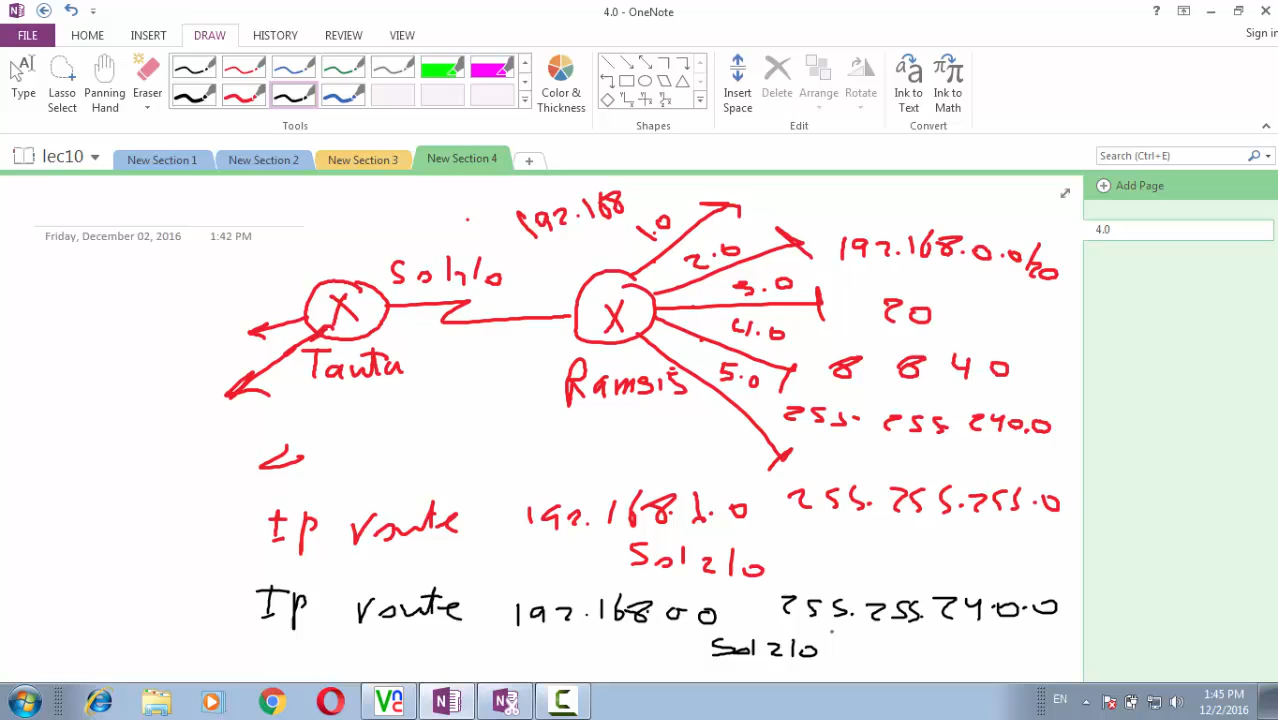 4.0 - OneNote
Sign in
FILE HOME INSERT DRAW HISTORY REVIEW VIEW
Type
Lasso Select
Panning Hand
Eraser
Color & Thickness
Insert Space
Delete
Arrange
Rotate
Ink to Text
Ink to Math
Tools
Shapes
Edit
Convert
lec10
New Section 1
New Section 2
New Section 3
New Section 4
Search (Ctrl+E)
Add Page
4.0
Friday, December 02, 2016 1:42 PM
192.168
1.0
2.0
192.168.0.0/20
So/2/0
3.0
20
4.0
Tanta
Ramsis
5.0
8 8 4 0
255. 255. 240.0
Ip route 192.168.1.0 255.255.255.0
So/2/0
Ip route 192.168.0 0 255.255.240.0
So/2/0
EN
1:45 PM
12/2/2016